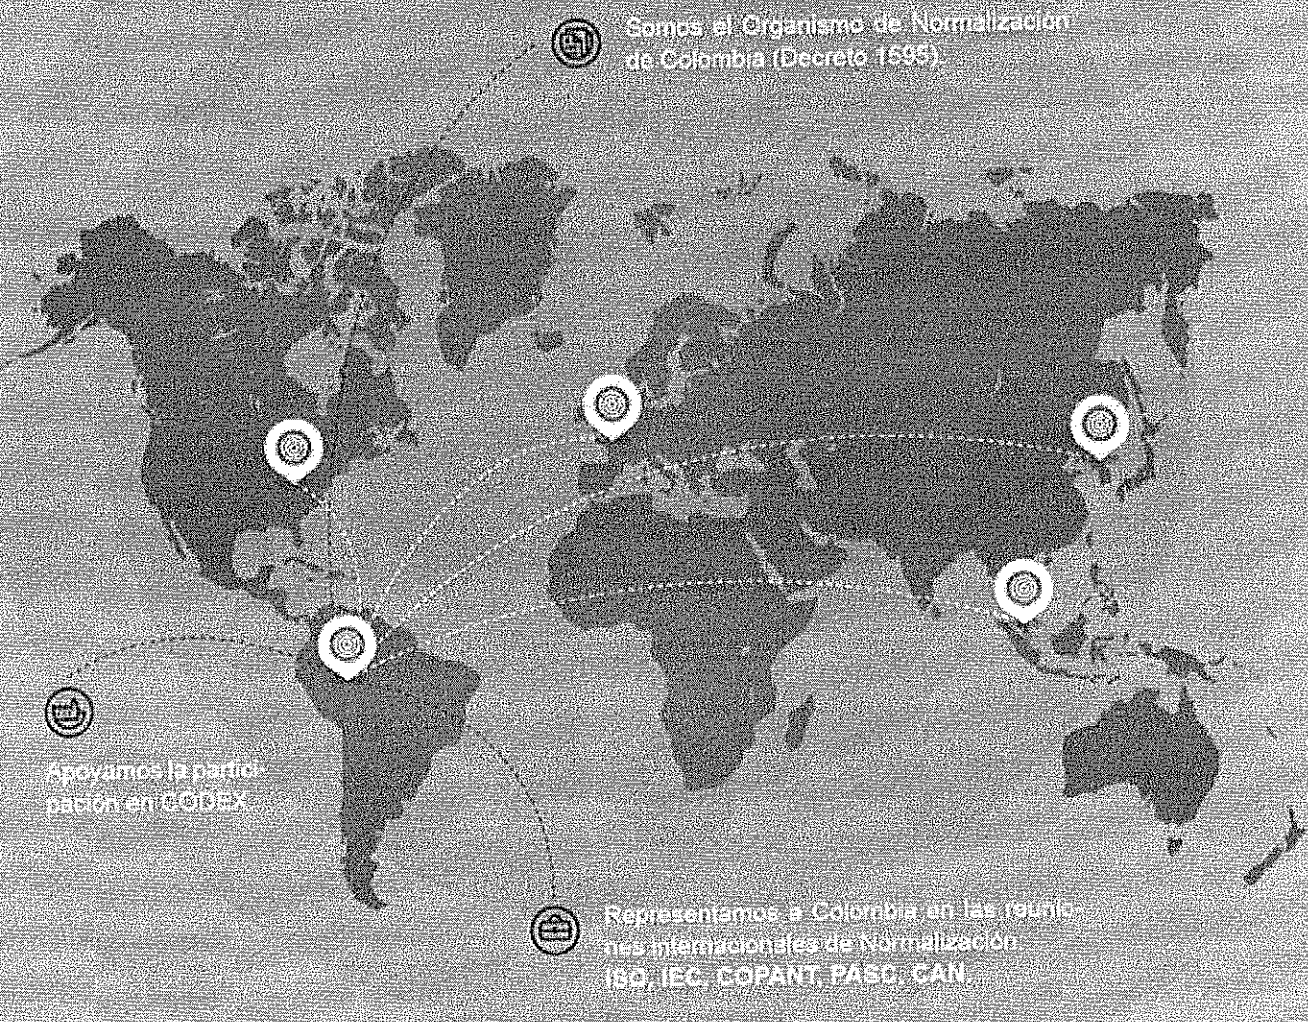 Somos el Organismo de Normalización
de Colombia (Decreto 1595).
Apoyamos la partici-
pación en CODEX.
Representamos a Colombia en las reunio-
nes internacionales de Normalización
ISO, IEC, COPANT, PASC, CAN.